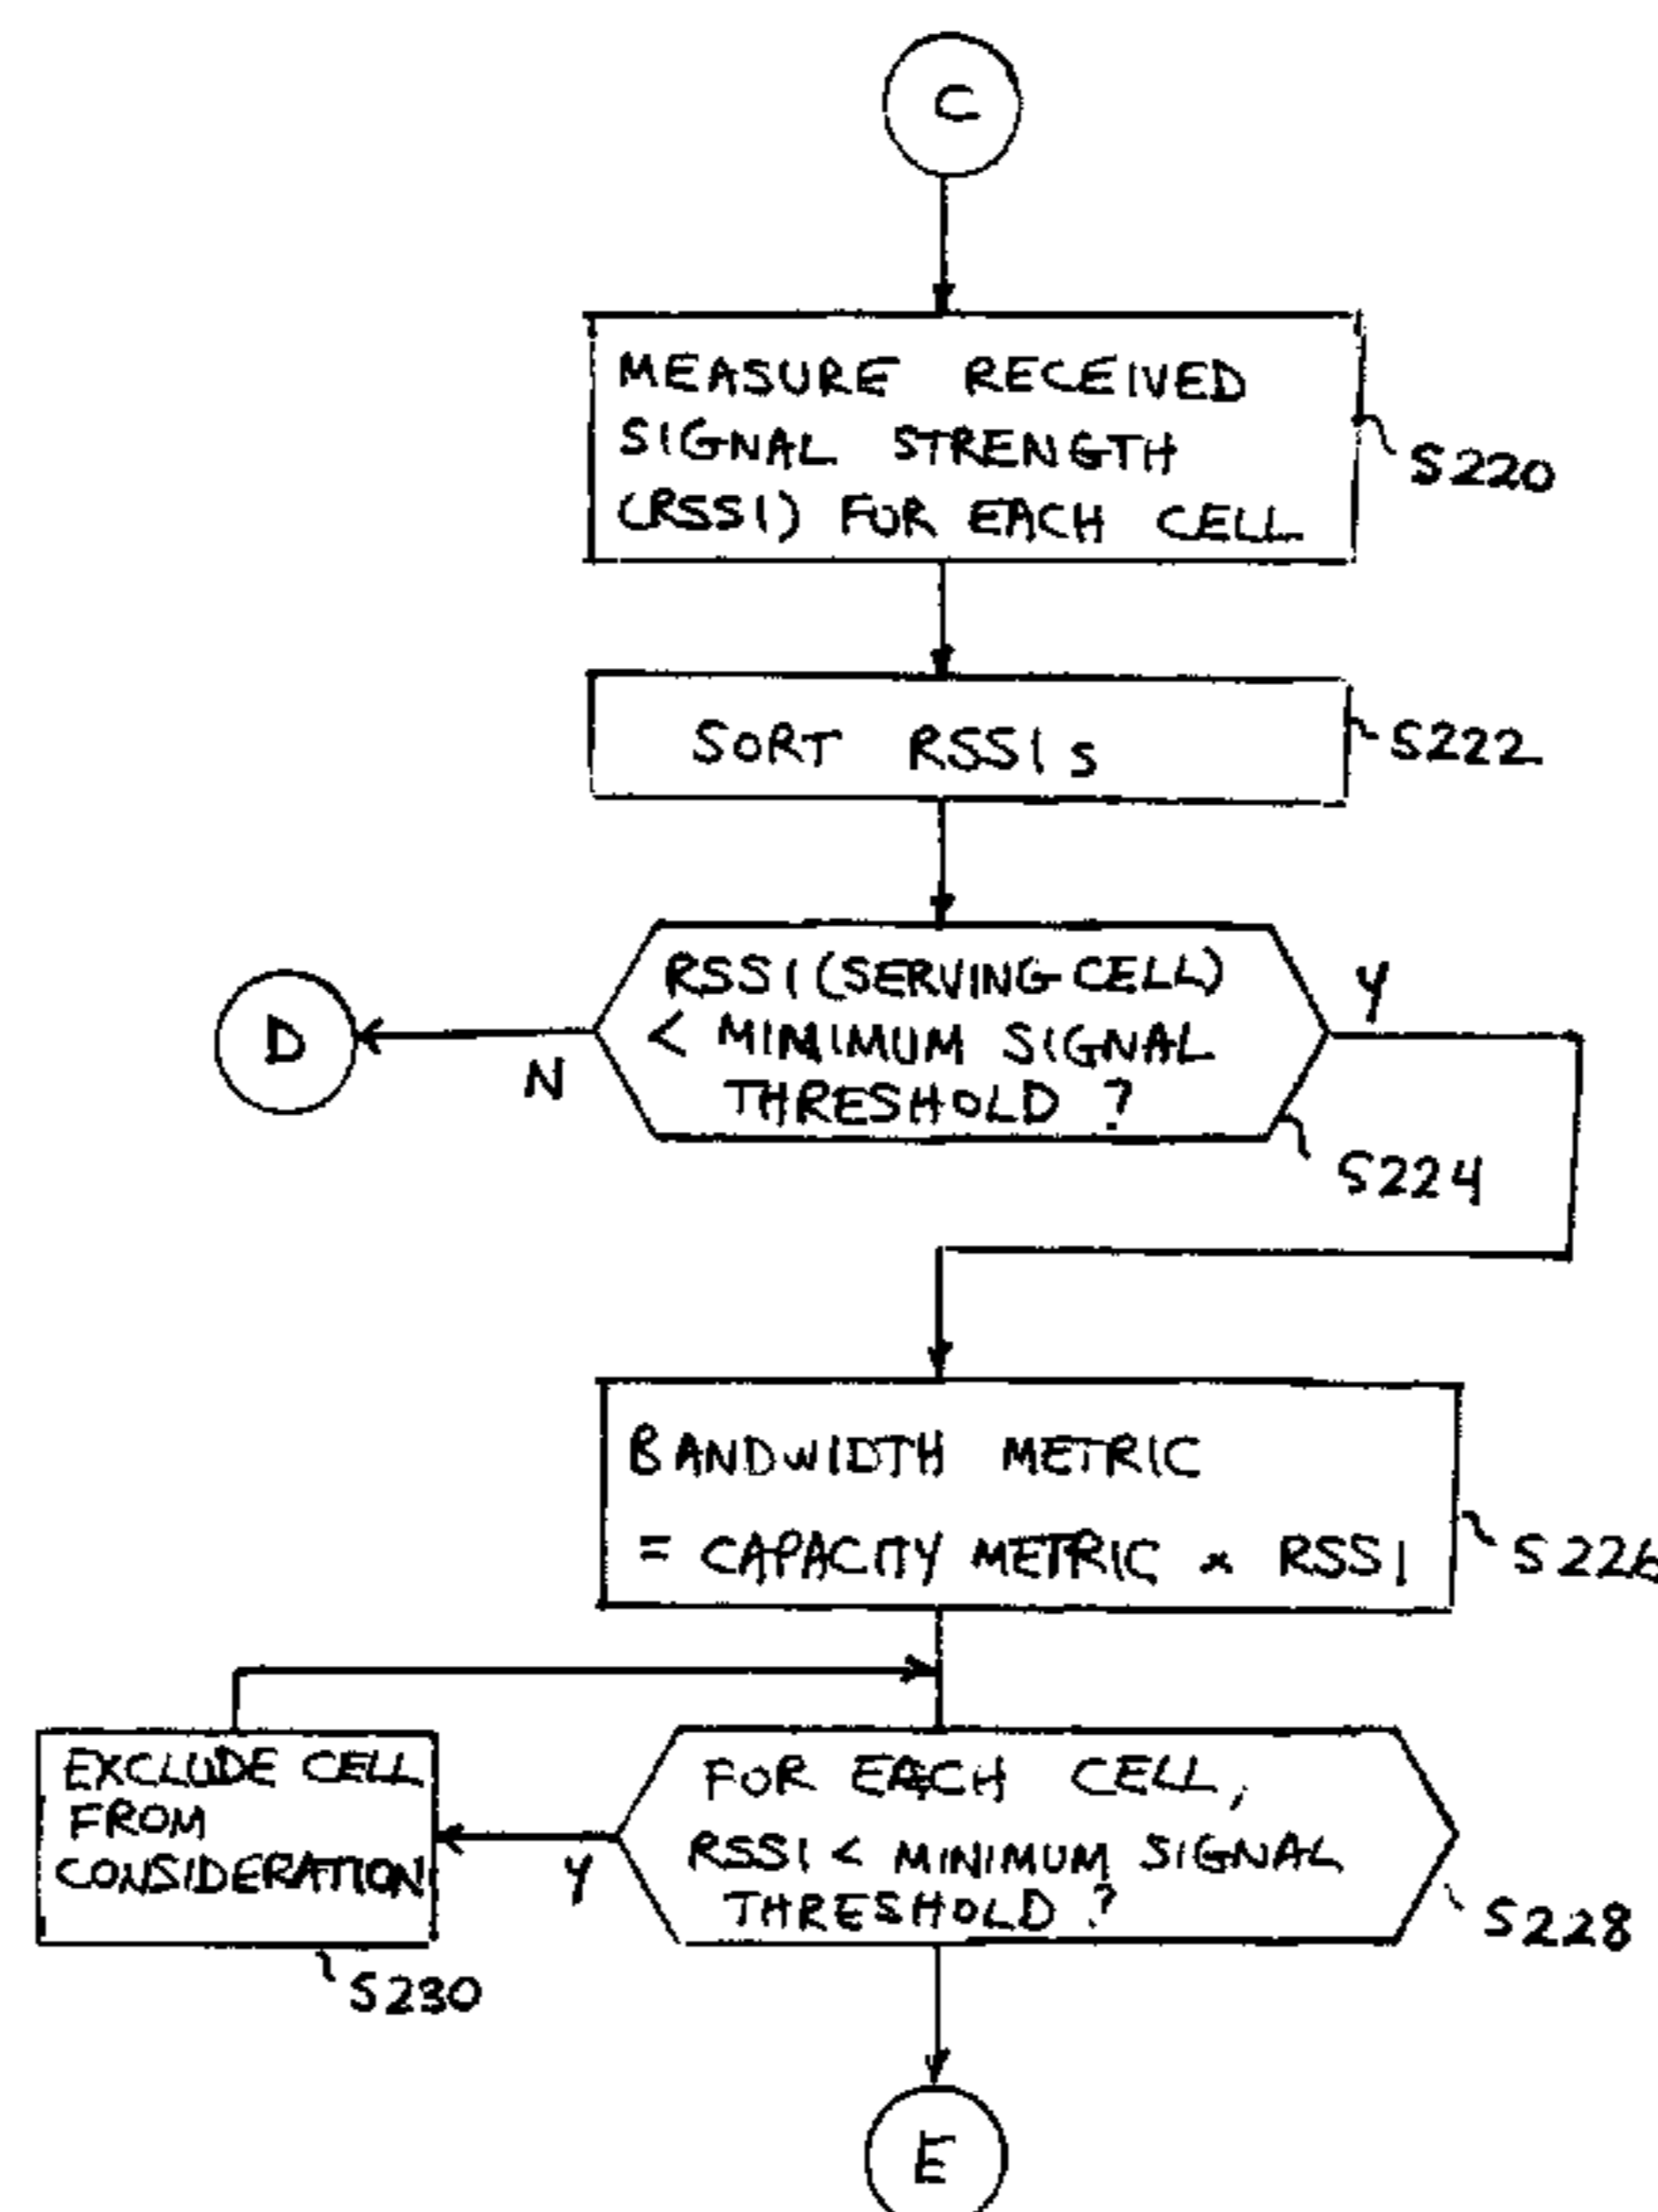 C
MEASURE RECEIVED
SIGNAL STRENGTH
(RSSI) FOR EACH CELL
S220
SORT RSSIs
S222
RSSI (SERVING-CELL)
< MINIMUM SIGNAL
THRESHOLD ?
Y
D
N
S224
BANDWIDTH METRIC
= CAPACITY METRIC × RSSI
S226
EXCLUDE CELL
FROM
CONSIDERATION
S230
FOR EACH CELL,
RSSI < MINIMUM SIGNAL
THRESHOLD ?
Y
S228
E